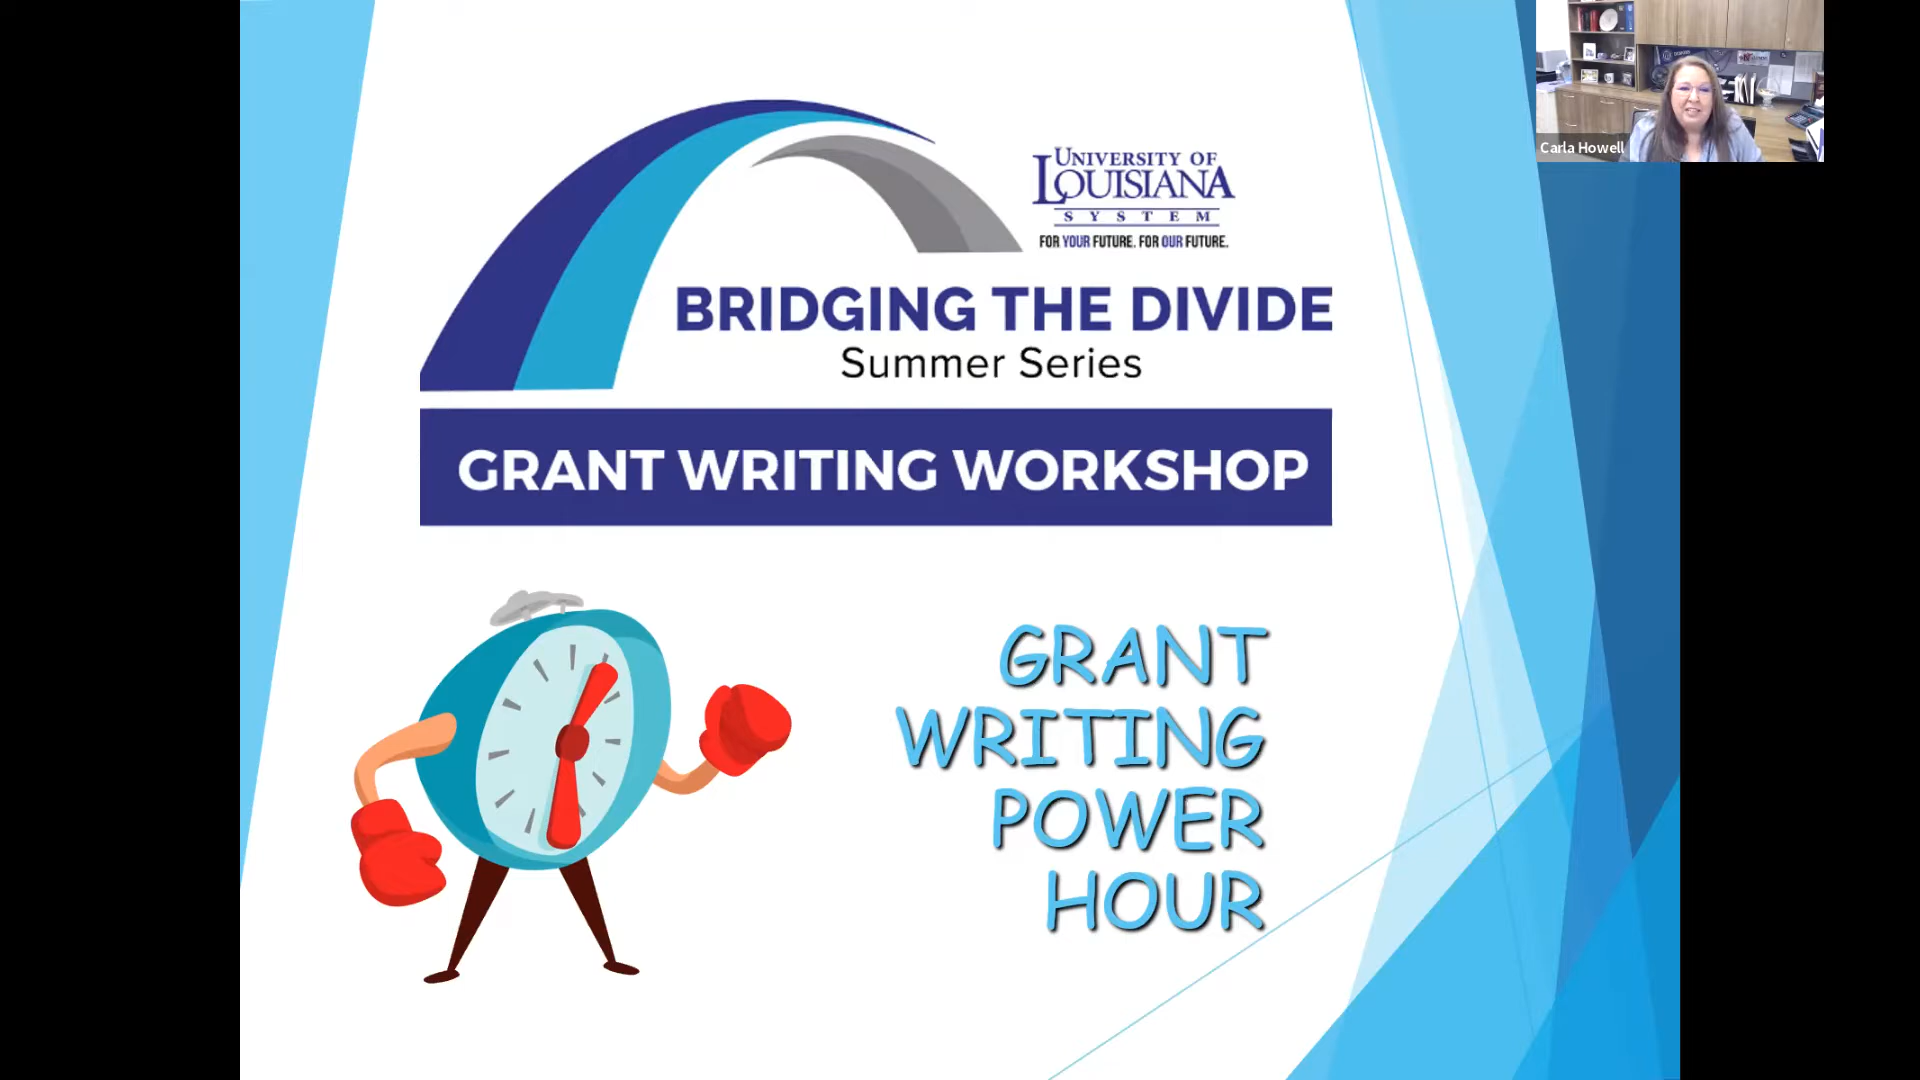 UNIVERSITY OF
LOUISIANA
SYSTEM
FOR YOUR FUTURE. FOR OUR FUTURE.
BRIDGING THE DIVIDE
Summer Series
GRANT WRITING WORKSHOP
GRANT
WRITING
POWER
HOUR
Carla Howell